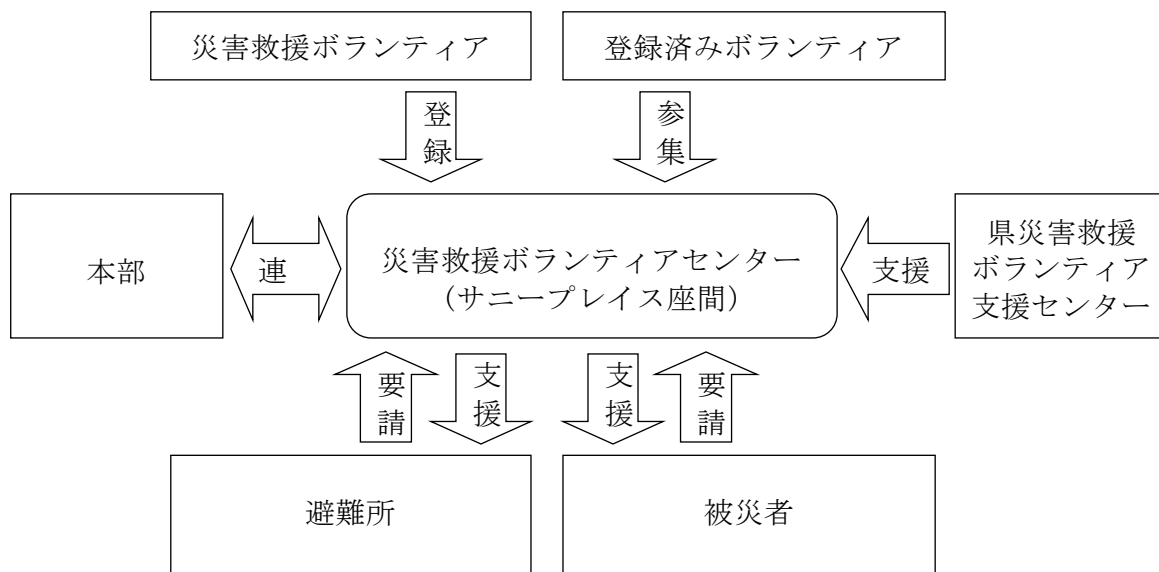 災害救援ボランティア
登録済みボランティア
登
録
参
集
本部
連
災害救援ボランティアセンター
（サニープレイス座間）
支援
県災害救援
ボランティア
支援センター
要
請
支
援
支
援
要
請
避難所
被災者